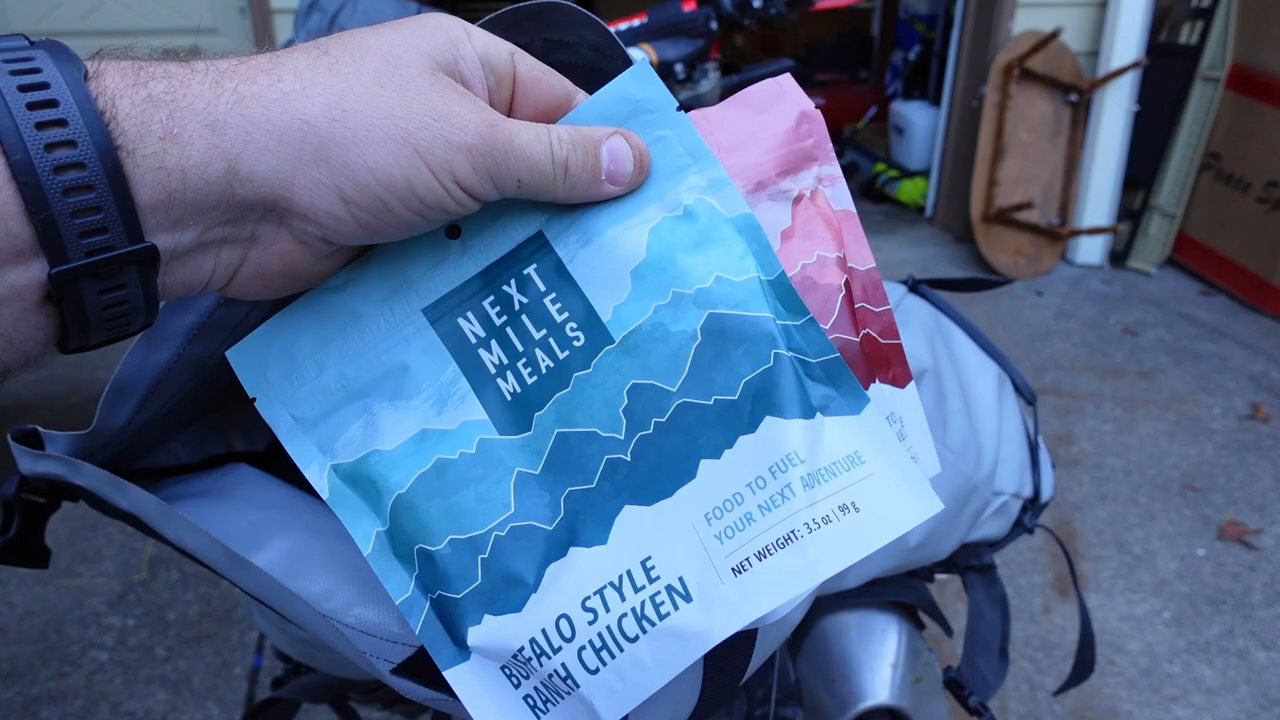 NEXT
MILE
MEALS
FOOD TO FUEL
YOUR NEXT ADVENTURE
NET WEIGHT: 3.5 oz | 99 g
BUFFALO STYLE
RANCH CHICKEN
TO